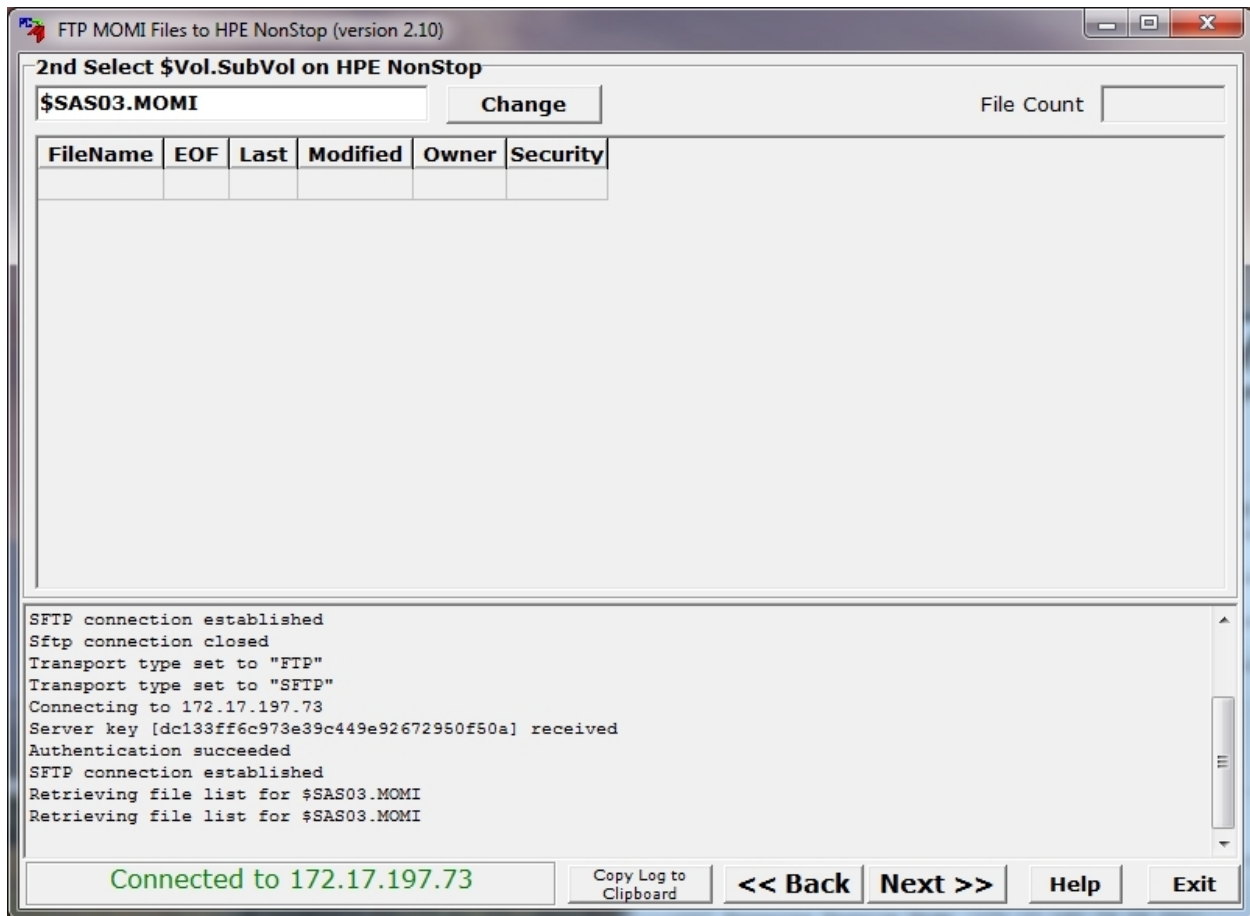 FTP MOMI Files to HPE NonStop (version 2.10)
2nd Select $Vol.SubVol on HPE NonStop
$SAS03.MOMI Change File Count
FileName EOF Last Modified Owner Security
SFTP connection established
Sftp connection closed
Transport type set to "FTP"
Transport type set to "SFTP"
Connecting to 172.17.197.73
Server key [dc133ff6c973e39c449e92672950f50a] received
Authentication succeeded
SFTP connection established
Retrieving file list for $SAS03.MOMI
Retrieving file list for $SAS03.MOMI
Connected to 172.17.197.73 Copy Log to Clipboard << Back Next >> Help Exit